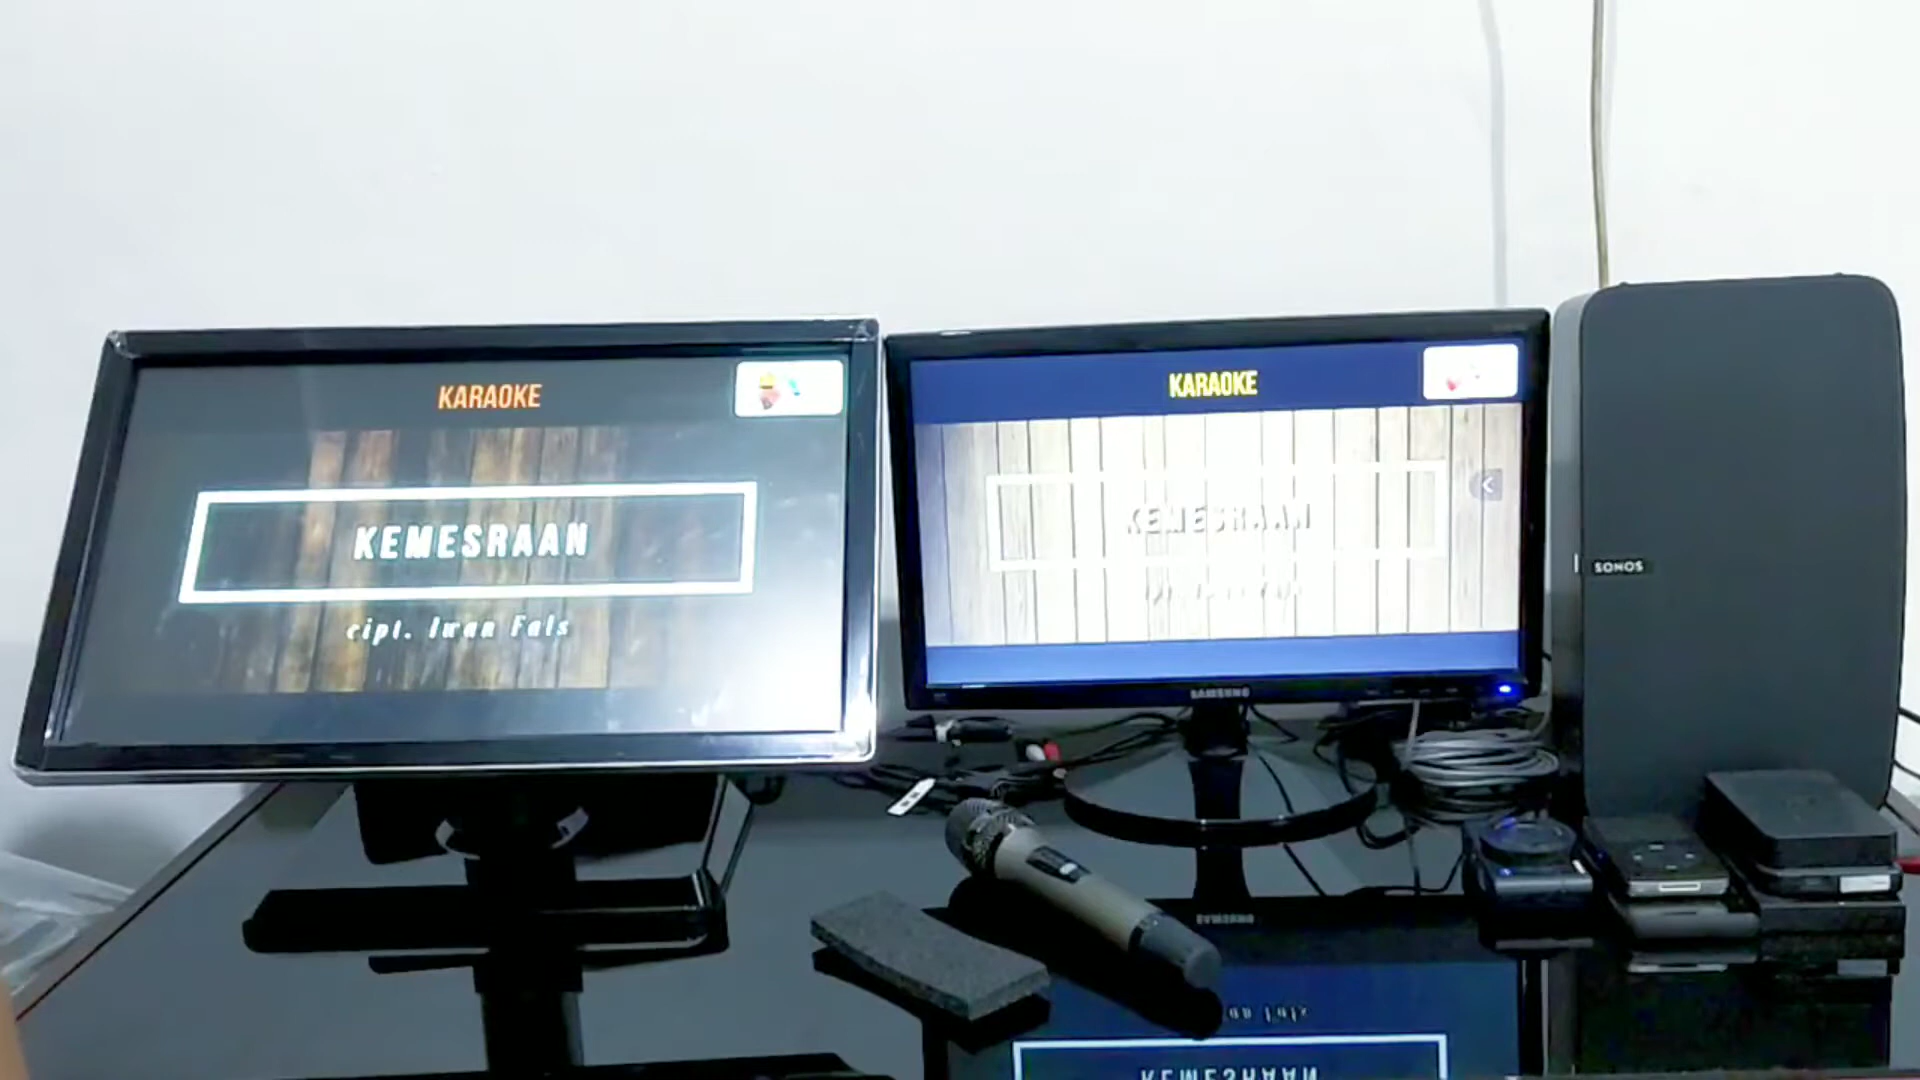 KARAOKE
KEMESRAAN
cipt. Iwan Fals
KARAOKE
KEMESRAAN
SAMSUNG
SONOS